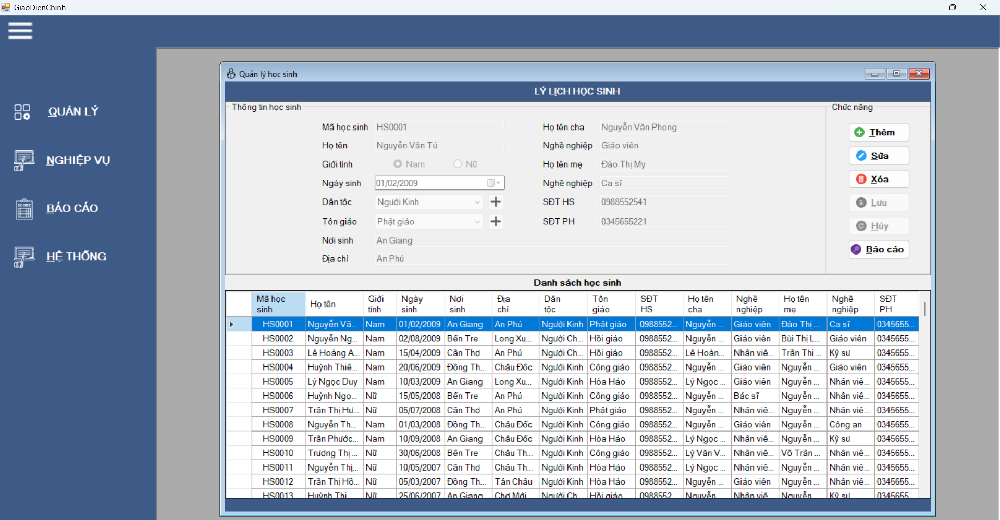 GiaoDienChinh
QUẢN LÝ
NGHIỆP VỤ
BÁO CÁO
HỆ THỐNG
Quản lý học sinh
LÝ LỊCH HỌC SINH
Thông tin học sinh
Mã học sinh HS0001 Họ tên cha Nguyễn Văn Phong
Họ tên Nguyễn Văn Tú Nghề nghiệp Giáo viên
Giới tính Nam Nữ Họ tên mẹ Đào Thị My
Ngày sinh 01/02/2009 Nghề nghiệp Ca sĩ
Dân tộc Người Kinh SĐT HS 0988552541
Tôn giáo Phật giáo SĐT PH 0345655221
Nơi sinh An Giang
Địa chỉ An Phú
Chức năng
Thêm
Sửa
Xóa
Lưu
Hủy
Báo cáo
Danh sách học sinh
Mã học sinh Họ tên Giới tính Ngày sinh Nơi sinh Địa chỉ Dân tộc Tôn giáo SĐT HS Họ tên cha Nghề nghiệp Họ tên mẹ Nghề nghiệp SĐT PH
HS0001 Nguyễn Vă... Nam 01/02/2009 An Giang An Phú Người Kinh Phật giáo 0988552... Nguyễn ... Giáo viên Đào Thị ... Ca sĩ 0345655...
HS0002 Nguyễn Ng... Nam 02/08/2009 Bến Tre Long Xu... Người Ch... Hồi giáo 0988552... Nguyễn ... Giáo viên Bùi Thị L... Giáo viên 0345655...
HS0003 Lê Hoàng A... Nam 15/04/2009 Cần Thơ An Phú Người Ch... Hồi giáo 0988552... Lê Hoàn... Nhân viê... Trần Thi ... Kỹ sư 0345655...
HS0004 Huỳnh Thiê... Nam 20/06/2009 Đồng Th... Châu Đốc Người Kinh Công giáo 0988552... Nguyễn ... Giáo viên Nguyễn ... Giáo viên 0345655...
HS0005 Lý Ngọc Duy Nam 10/03/2009 An Giang Long Xu... Người Kinh Hòa Hảo 0988552... Lý Ngọc ... Giáo viên Nguyễn ... Nhân viê... 0345655...
HS0006 Huỳnh Ngọ... Nữ 15/05/2008 Bến Tre An Phú Người Kinh Công giáo 0988552... Nguyễn ... Bác sĩ Nguyễn ... Nhân viê... 0345655...
HS0007 Trần Thị Hư... Nữ 05/07/2008 Cần Thơ An Phú Người Kinh Phật giáo 0988552... Nguyễn ... Nhân viê... Nguyễn ... Nhân viê... 0345655...
HS0008 Nguyễn Th... Nam 01/03/2008 Đồng Th... Châu Đốc Người Kinh Công giáo 0988552... Nguyễn ... Giáo viên Nguyễn ... Công an 0345655...
HS0009 Trần Phước... Nam 10/09/2008 An Giang Châu Đốc Người Kinh Hòa Hảo 0988552... Lý Ngọc ... Nhân viê... Nguyễn ... Kỹ sư 0345655...
HS0010 Trương Thị ... Nữ 30/06/2008 Bến Tre Châu Th... Người Kinh Công giáo 0988552... Lý Văn V... Nhân viê... Võ Trần ... Nhân viê... 0345655...
HS0011 Nguyễn Thị... Nữ 10/05/2007 Cần Thơ Châu Th... Người Kinh Hòa Hảo 0988552... Lý Ngọc ... Nhân viê... Nguyễn ... Nhân viê... 0345655...
HS0012 Trần Thị Hồ... Nữ 05/03/2007 Đồng Th... Tân Châu Người Kinh Hòa Hảo 0988552... Nguyễn ... Giáo viên Nguyễn ... Nhân viê... 0345655...
HS0013 Huỳnh Thị Nữ 25/06/2007 An Giang Chợ Mới Người Ch Hồi giáo 0988552 Nguyễn Nhân viê Nguyễn Kỹ sư 0345655